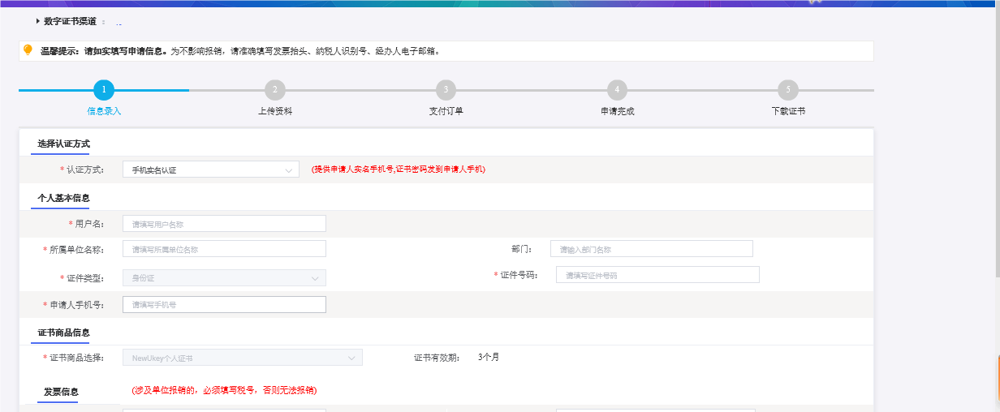 数字证书渠道 :
温馨提示：请如实填写申请信息。为不影响报销，请准确填写发票抬头、纳税人识别号、经办人电子邮箱。
1 2 3 4 5
信息录入 上传资料 支付订单 申请完成 下载证书
选择认证方式
* 认证方式： 手机实名认证 (提供申请人实名手机号,证书密码发到申请人手机)
个人基本信息
* 用户名： 请填写用户名称
* 所属单位名称： 请填写所属单位名称 部门： 请输入部门名称
* 证件类型： 身份证 * 证件号码： 请填写证件号码
* 申请人手机号： 请填写手机号
证书商品信息
* 证书商品选择： NewUkey个人证书 证书有效期： 3个月
发票信息 (涉及单位报销的，必须填写税号，否则无法报销)